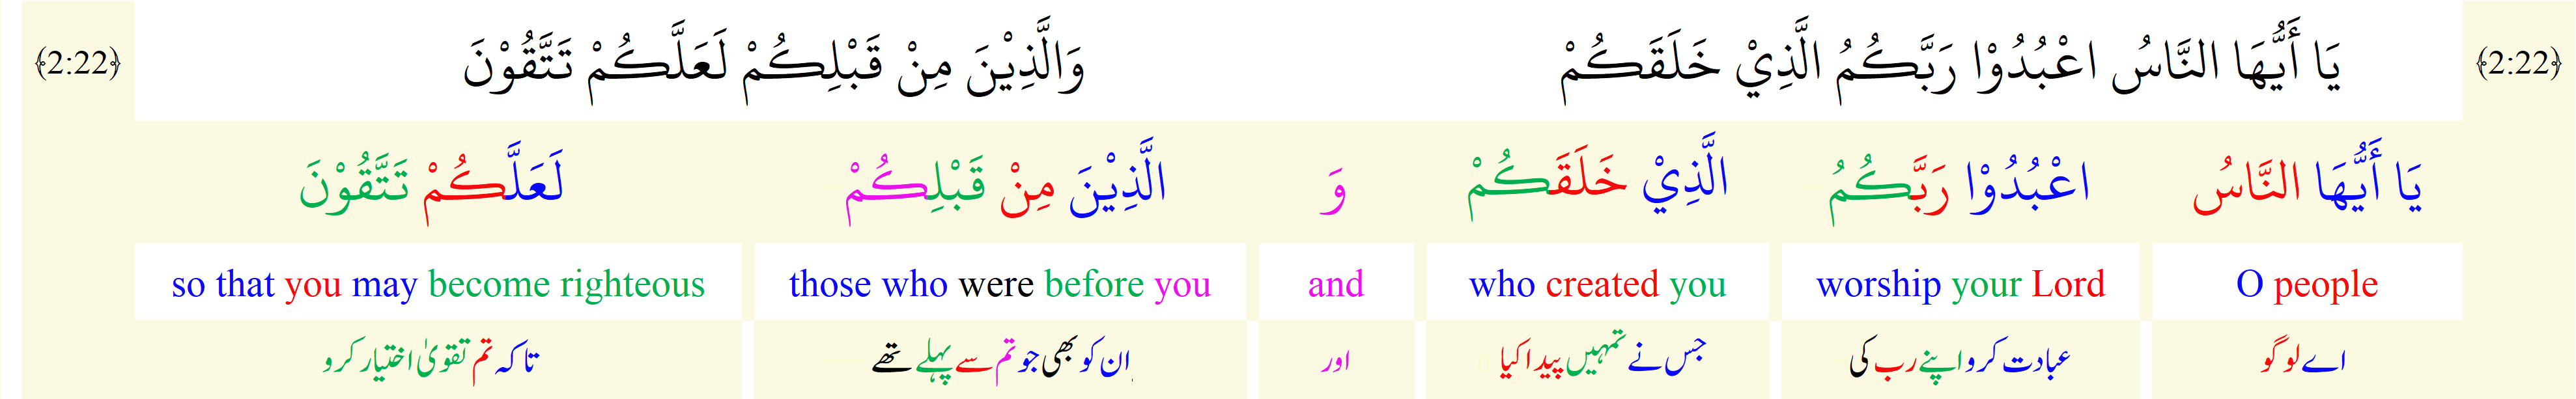 ﴾2:22﴿ يَا أَيُّهَا النَّاسُ اعْبُدُوْا رَبَّكُمُ الَّذِيْ خَلَقَكُمْ وَالَّذِيْنَ مِنْ قَبْلِكُمْ لَعَلَّكُمْ تَتَّقُوْنَ ﴾2:22﴿
يَا أَيُّهَا النَّاسُ اعْبُدُوْا رَبَّكُمُ الَّذِيْ خَلَقَكُمْ وَ الَّذِيْنَ مِنْ قَبْلِكُمْ لَعَلَّكُمْ تَتَّقُوْنَ
so that you may become righteous those who were before you and who created you worship your Lord O people
اے لوگو عبادت کرو اپنے رب کی جس نے تمہیں پیدا کیا اور ان کو بھی جو تم سے پہلے تھے تاکہ تم تقویٰ اختیار کرو